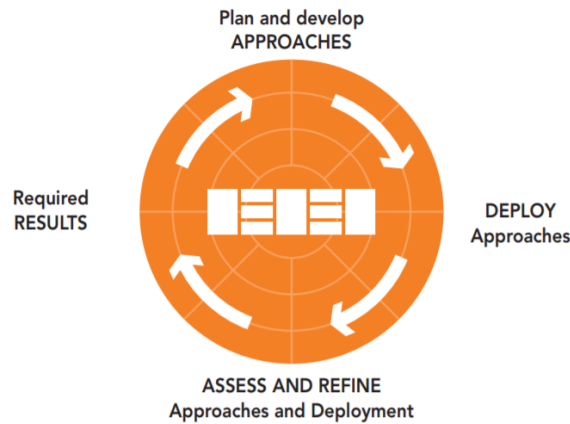 Plan and develop
APPROACHES
Required
RESULTS
DEPLOY
Approaches
ASSESS AND REFINE
Approaches and Deployment